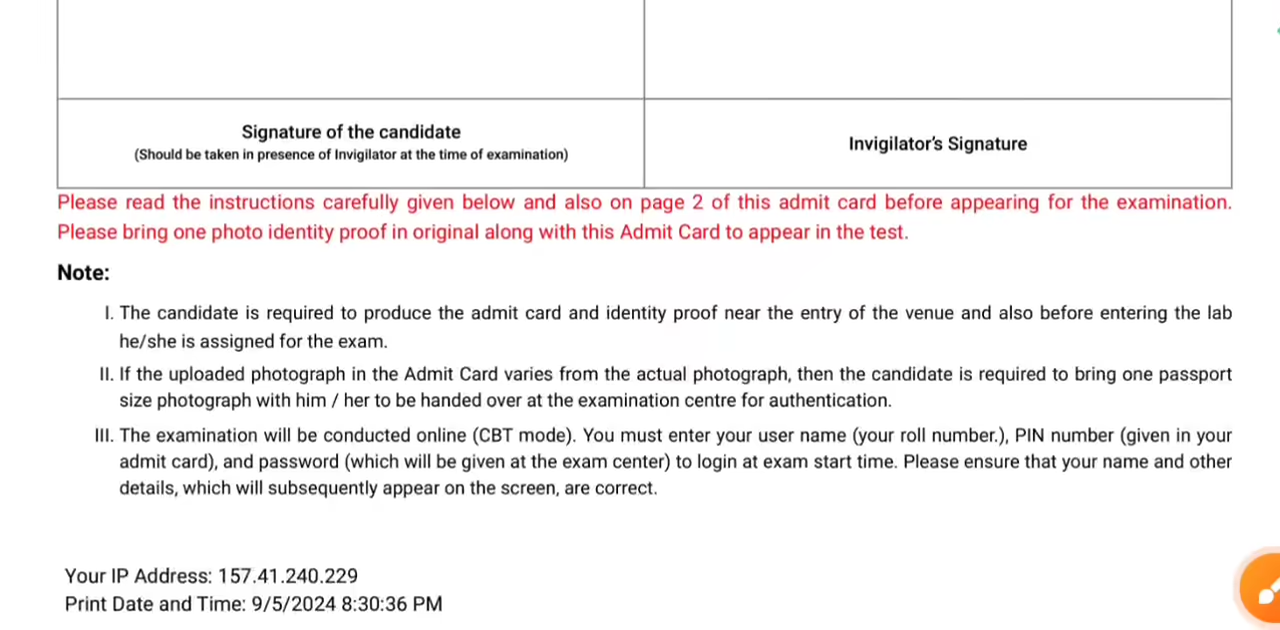 Signature of the candidate
(Should be taken in presence of Invigilator at the time of examination)
Invigilator's Signature
Please read the instructions carefully given below and also on page 2 of this admit card before appearing for the examination.
Please bring one photo identity proof in original along with this Admit Card to appear in the test.
Note:
I. The candidate is required to produce the admit card and identity proof near the entry of the venue and also before entering the lab
he/she is assigned for the exam.
II. If the uploaded photograph in the Admit Card varies from the actual photograph, then the candidate is required to bring one passport
size photograph with him / her to be handed over at the examination centre for authentication.
III. The examination will be conducted online (CBT mode). You must enter your user name (your roll number.), PIN number (given in your
admit card), and password (which will be given at the exam center) to login at exam start time. Please ensure that your name and other
details, which will subsequently appear on the screen, are correct.
Your IP Address: 157.41.240.229
Print Date and Time: 9/5/2024 8:30:36 PM